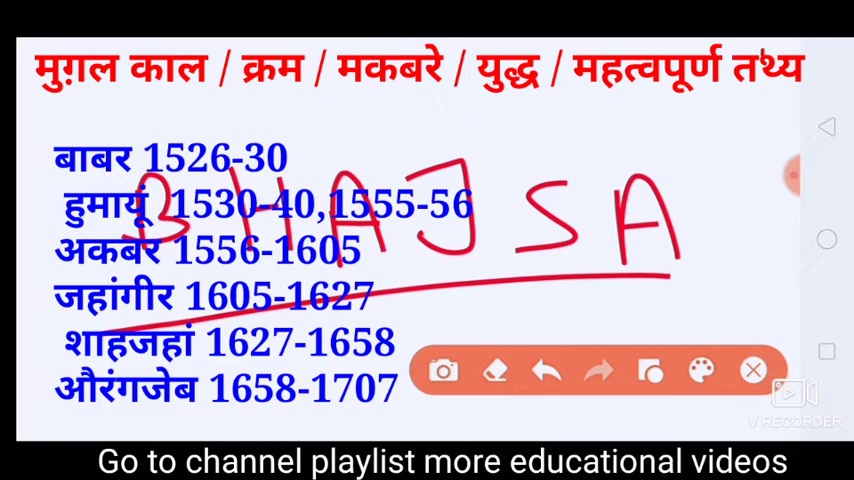 मुग़ल काल / क्रम / मकबरे / युद्ध / महत्वपूर्ण तथ्य
बाबर 1526-30
हुमायूं 1530-40,1555-56
B H A J S A
अकबर 1556-1605
जहांगीर 1605-1627
शाहजहां 1627-1658
औरंगजेब 1658-1707
V RECORDER
Go to channel playlist more educational videos